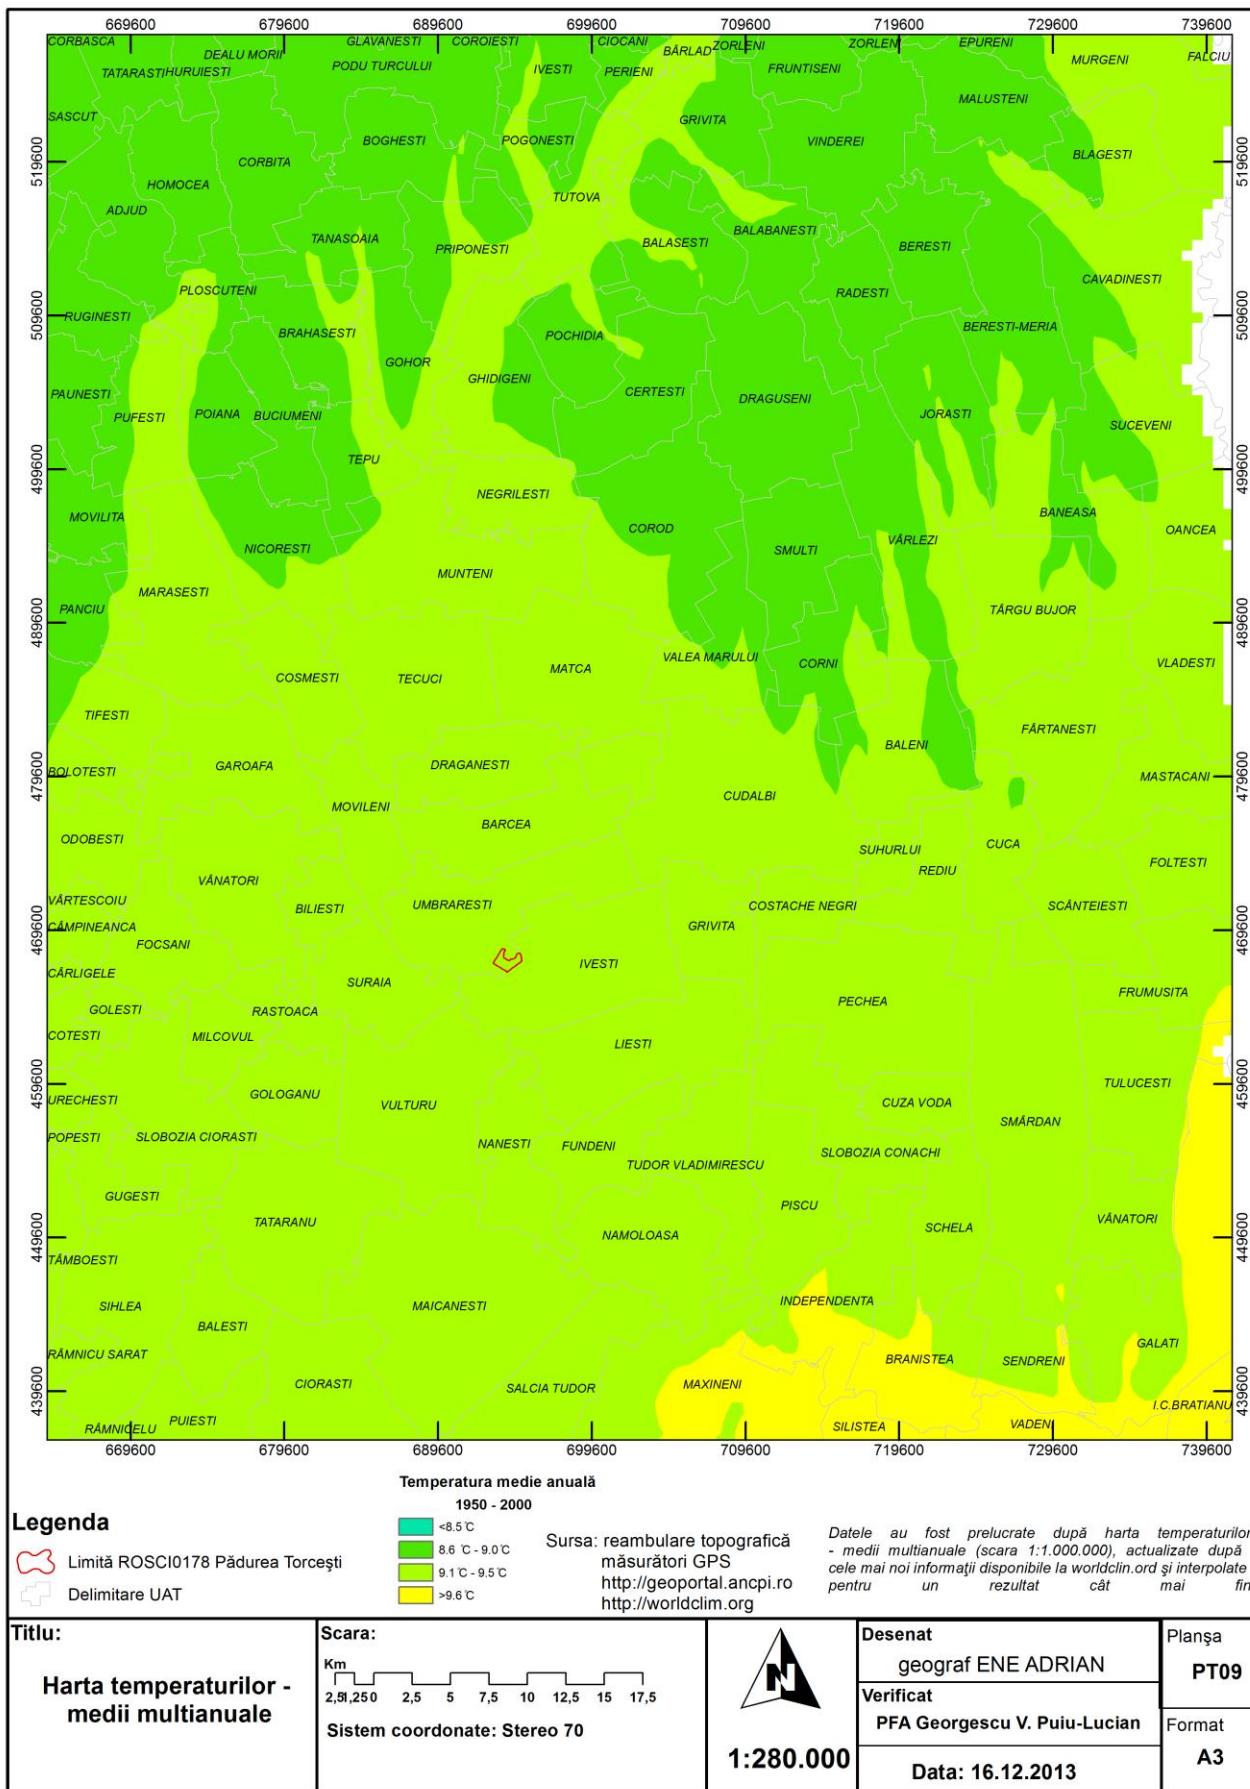 669600 679600 689600 699600 709600 719600 729600 739600
CORBASCA DEALU MORII GLAVANESTI COROIESTI CIOCANI BÂRLAD ZORLENI ZORLEN EPURENI MURGENI FALCIU
TATARASTI HURUIESTI PODU TURCULUI IVESTI PERIENI FRUNTISENI
MALUSTENI
SASCUT GRIVITA
BOGHESTI POGONESTI VINDEREI
519600 CORBITA BLAGESTI 519600
HOMOCEA TUTOVA
ADJUD
TANASOAIA PRIPONESTI BALASESTI BALABANESTI BERESTI
PLOSCUTENI RADESTI CAVADINESTI
509600 RUGINESTI BRAHASESTI POCHIDIA BERESTI-MERIA 509600
GOHOR GHIDIGENI
PAUNESTI CERTESTI DRAGUSENI
PUFESTI POIANA BUCIUMENI JORASTI SUCEVENI
499600 TEPU 499600
NEGRILESTI
MOVILITA BANEASA
COROD OANCEA
NICORESTI SMULTI VÂRLEZI
MARASESTI MUNTENI
PANCIU TÂRGU BUJOR
489600 489600
VALEA MARULUI CORNI VLADESTI
COSMESTI TECUCI MATCA
TIFESTI FÂRTANESTI
BALENI
BOLOTESTI GAROAFA DRAGANESTI MASTACANI
479600 479600
MOVILENI CUDALBI
BARCEA
ODOBESTI CUCA
SUHURLUI FOLTESTI
VÂNATORI REDIU
VÂRTESCOIU UMBRARESTI COSTACHE NEGRI SCÂNTEIESTI
BILIESTI
CÂMPINEANCA GRIVITA
469600 FOCSANI 469600
CÂRLIGELE IVESTI
SURAIA FRUMUSITA
GOLESTI RASTOACA PECHEA
COTESTI MILCOVUL
LIESTI
459600 TULUCESTI 459600
URECHESTI GOLOGANU
VULTURU CUZA VODA
SMÂRDAN
POPESTI SLOBOZIA CIORASTI NANESTI FUNDENI SLOBOZIA CONACHI
TUDOR VLADIMIRESCU
GUGESTI PISCU
TATARANU SCHELA VÂNATORI
449600 NAMOLOASA 449600
TÂMBOESTI
SIHLEA MAICANESTI INDEPENDENTA
BALESTI
RÂMNICU SARAT BRANISTEA SENDRENI GALATI
CIORASTI SALCIA TUDOR MAXINENI
439600 439600
PUIESTI I.C.BRATIANU
RÂMNICELU SILISTEA VADENI
669600 679600 689600 699600 709600 719600 729600 739600
Temperatura medie anuală
1950 - 2000
Legenda
Limită ROSCI0178 Pădurea Torceşti
Delimitare UAT
<8.5°C
8.6 °C - 9.0°C
9.1°C - 9.5°C
>9.6°C
Sursa: reambulare topografică
măsurători GPS
http://geoportal.ancpi.ro
http://worldclim.org
Datele au fost prelucrate după harta temperaturilor
- medii multianuale (scara 1:1.000.000), actualizate după
cele mai noi informaţii disponibile la worldclin.ord şi interpolate
pentru un rezultat cât mai fin
Titlu:
Harta temperaturilor -
medii multianuale
Scara:
Km
2,51,25 0 2,5 5 7,5 10 12,5 15 17,5
Sistem coordonate: Stereo 70
N
1:280.000
Desenat
geograf ENE ADRIAN
Verificat
PFA Georgescu V. Puiu-Lucian
Data: 16.12.2013
Planşa
PT09
Format
A3